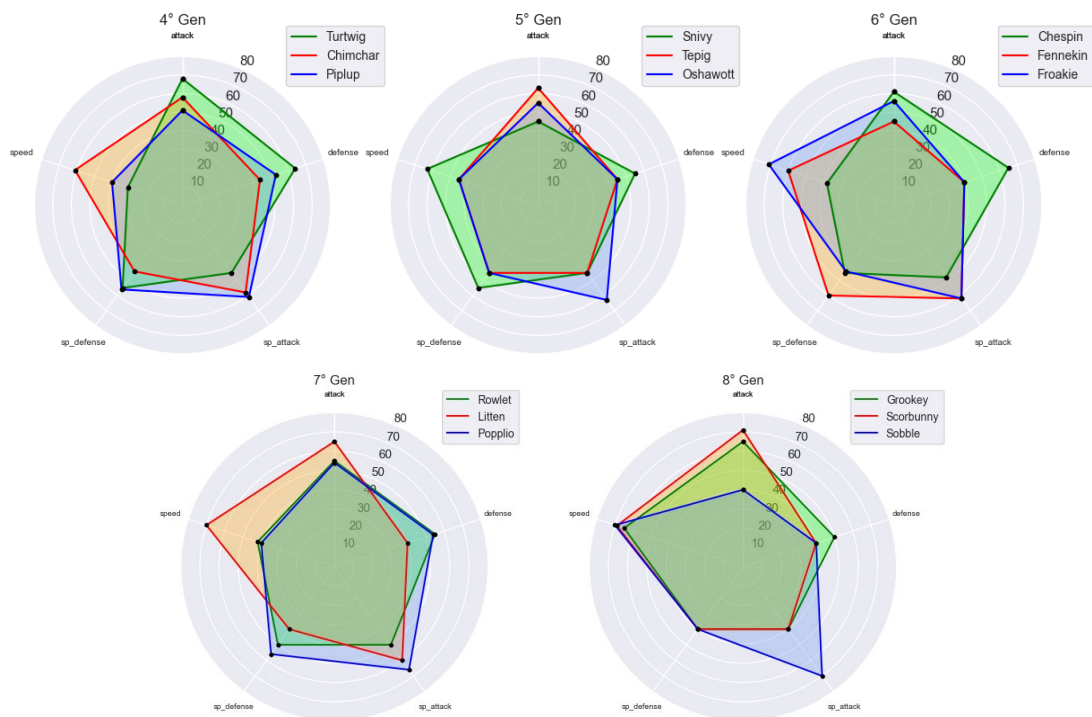 4° Gen
attack
Turtwig
Chimchar
Piplup
80
70
60
50
40
30
20
10
speed
defense
sp_defense
sp_attack
5° Gen
attack
Snivy
Tepig
Oshawott
80
70
60
50
40
30
20
10
speed
defense
sp_defense
sp_attack
6° Gen
attack
Chespin
Fennekin
Froakie
80
70
60
50
40
30
20
10
speed
defense
sp_defense
sp_attack
7° Gen
attack
Rowlet
Litten
Popplio
80
70
60
50
40
30
20
10
speed
defense
sp_defense
sp_attack
8° Gen
attack
Grookey
Scorbunny
Sobble
80
70
60
50
40
30
20
10
speed
defense
sp_defense
sp_attack